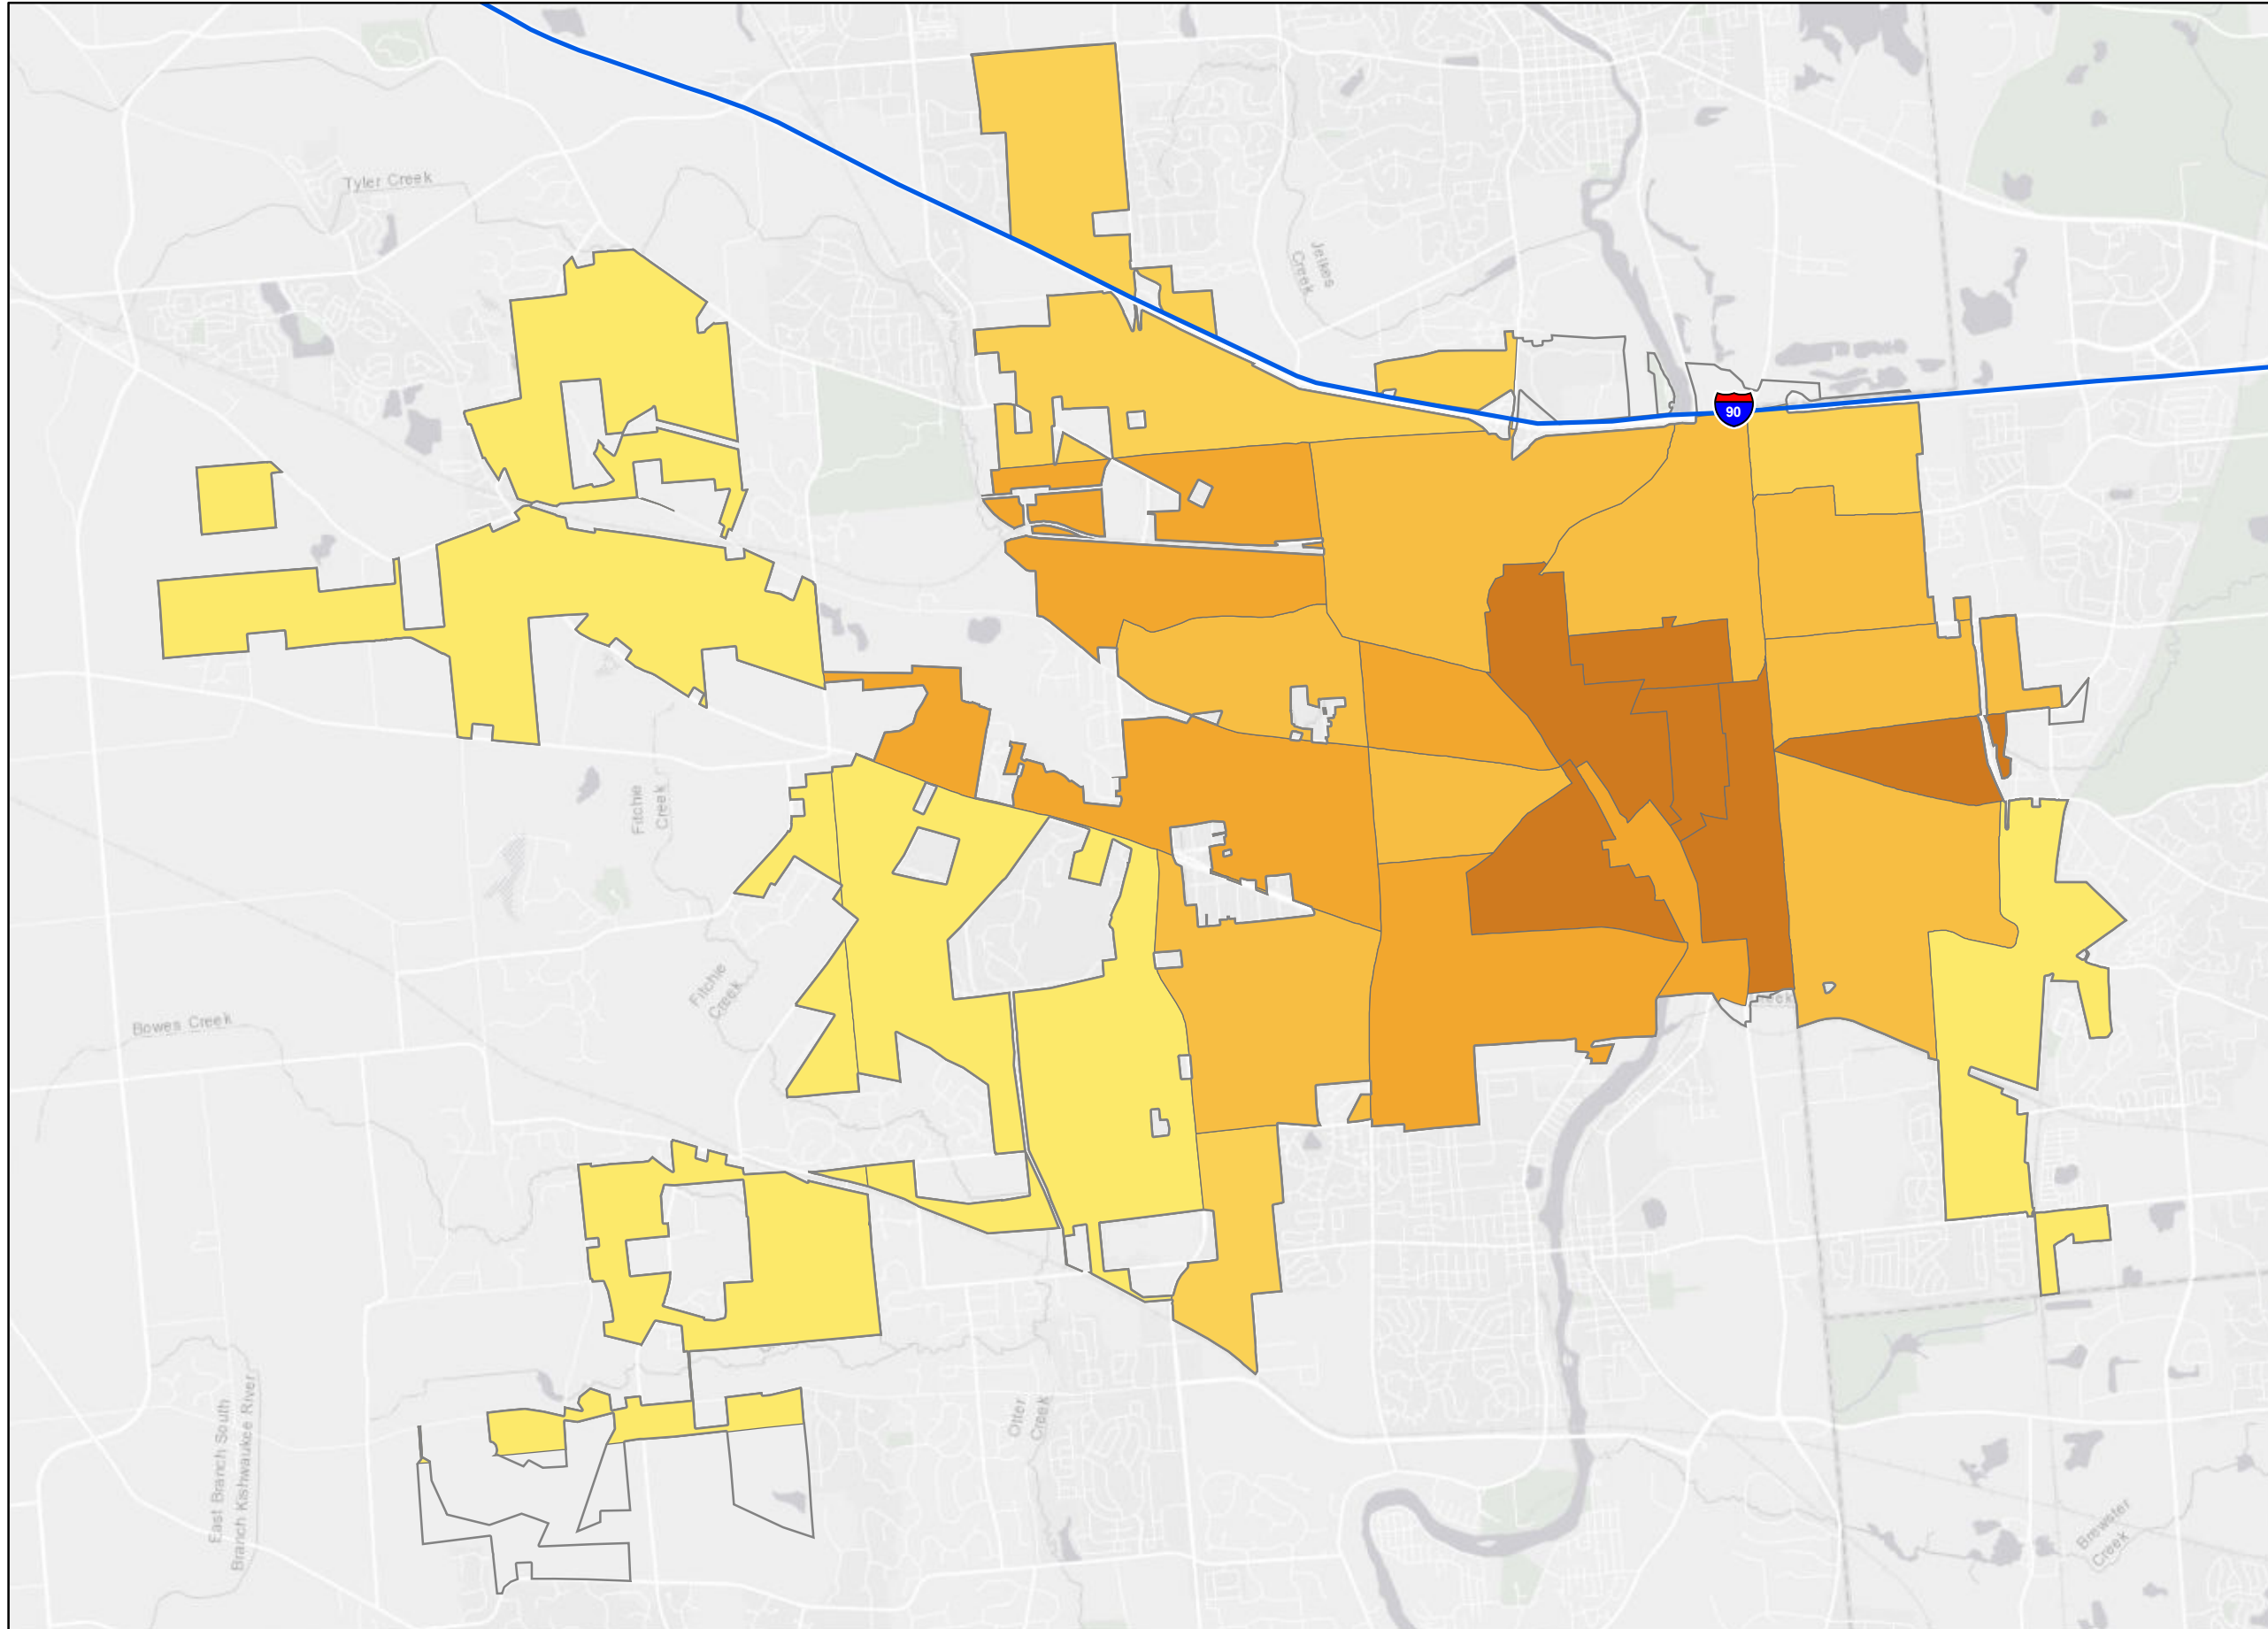 Tyler Creek
Jelkes
Creek
90
Fitchie
Creek
Fitchie
Creek
Bowes Creek
eek
East Branch South
Branch Kishwaukee River
Otter
Creek
Brewster
Creek